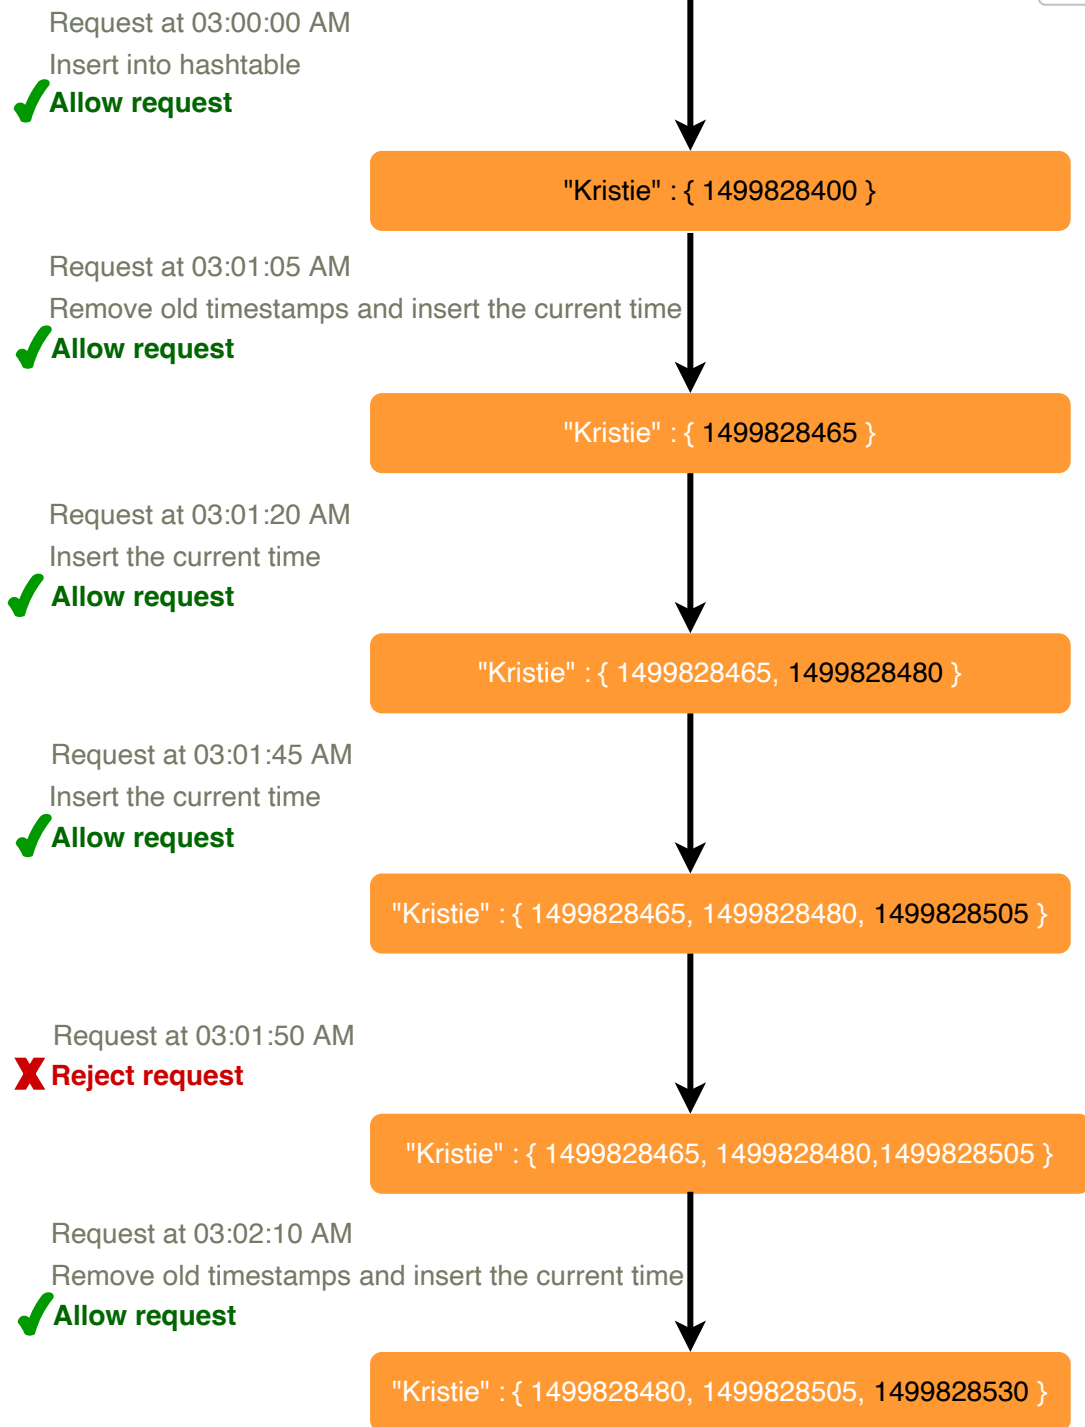 Request at 03:00:00 AM
Insert into hashtable
Allow request
"Kristie" : { 1499828400 }
Request at 03:01:05 AM
Remove old timestamps and insert the current time
Allow request
"Kristie" : { 1499828465 }
Request at 03:01:20 AM
Insert the current time
Allow request
"Kristie" : { 1499828465, 1499828480 }
Request at 03:01:45 AM
Insert the current time
Allow request
"Kristie" : { 1499828465, 1499828480, 1499828505 }
Request at 03:01:50 AM
Reject request
"Kristie" : { 1499828465, 1499828480,1499828505 }
Request at 03:02:10 AM
Remove old timestamps and insert the current time
Allow request
"Kristie" : { 1499828480, 1499828505, 1499828530 }